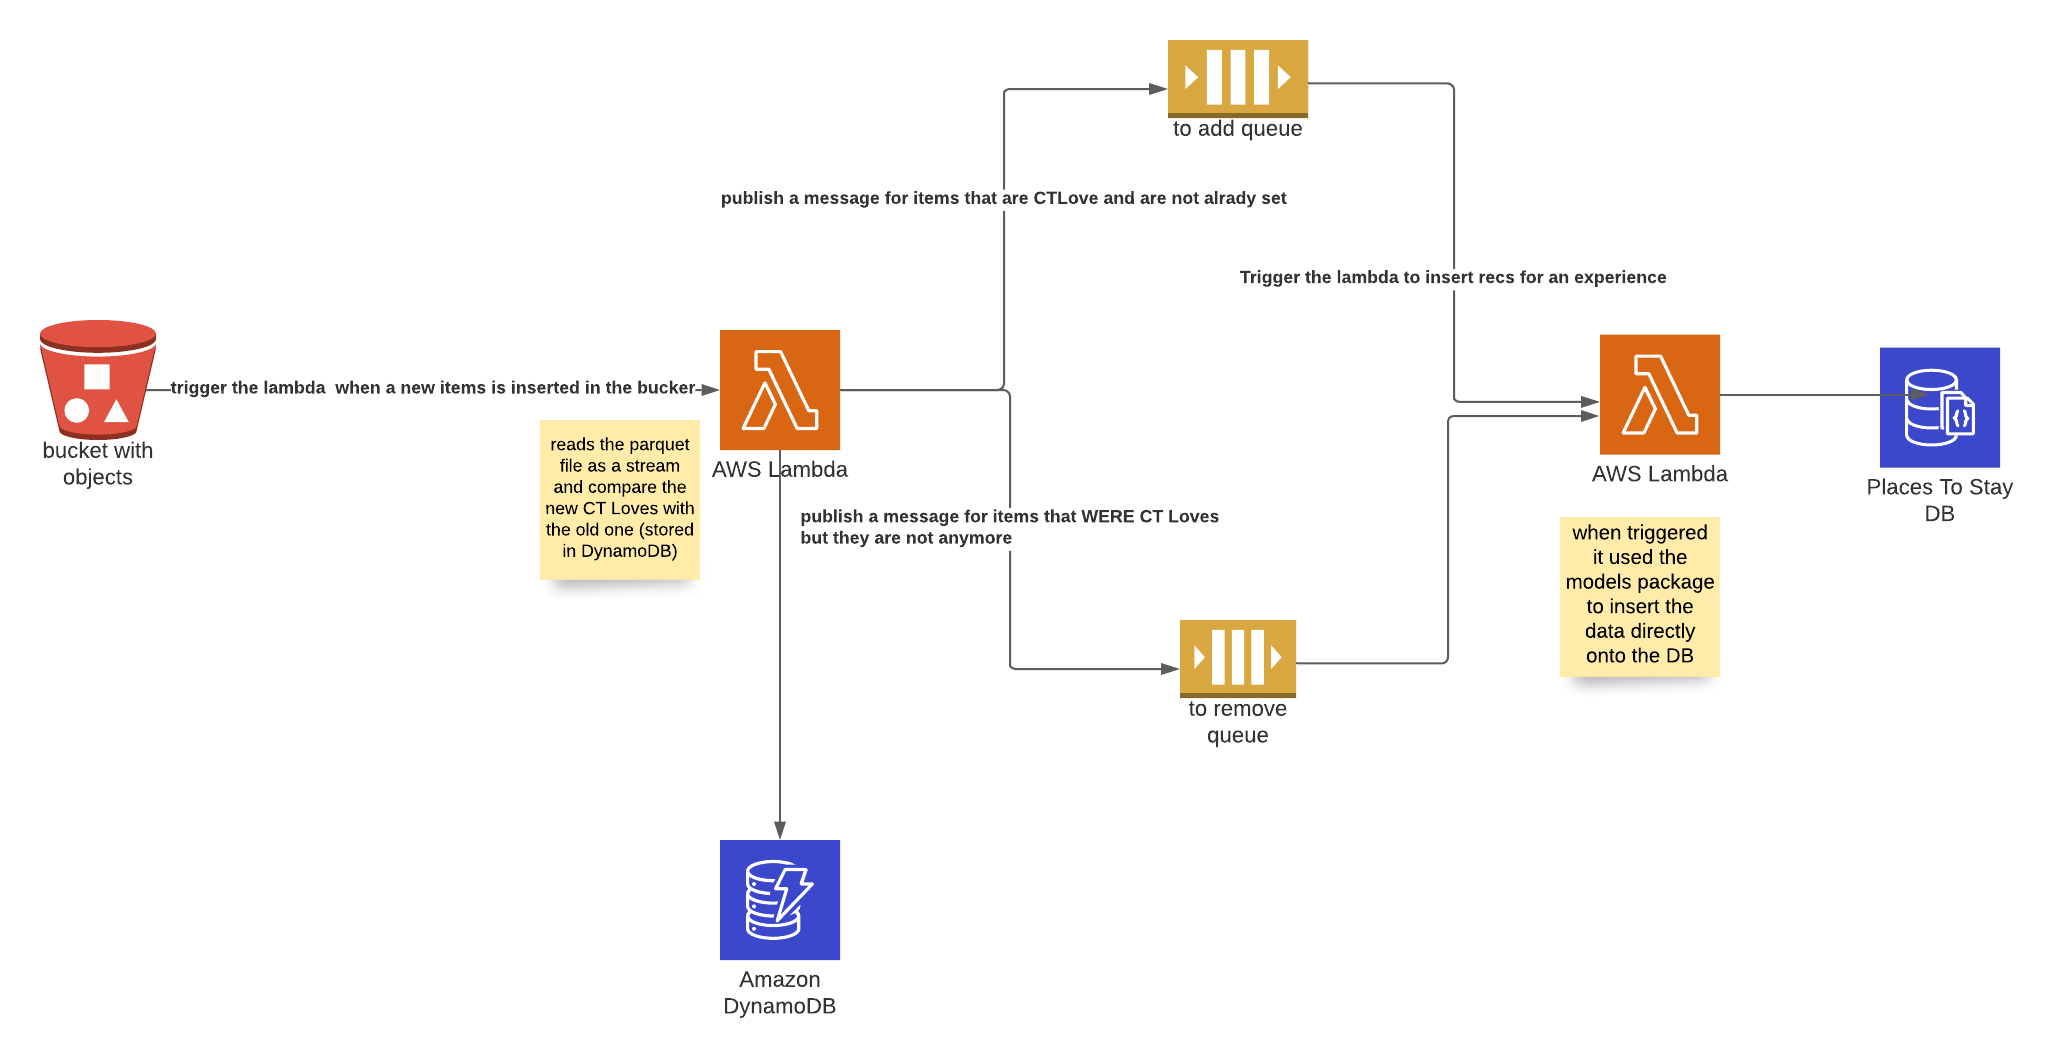 to add queue
publish a message for items that are CTLove and are not alrady set
Trigger the lambda to insert recs for an experience
trigger the lambda  when a new items is inserted in the bucker
bucket with
objects
reads the parquet
file as a stream
and compare the
new CT Loves with
the old one (stored
in DynamoDB)
AWS Lambda
publish a message for items that WERE CT Loves
but they are not anymore
AWS Lambda
Places To Stay
DB
when triggered
it used the
models package
to insert the
data directly
onto the DB
to remove
queue
Amazon
DynamoDB